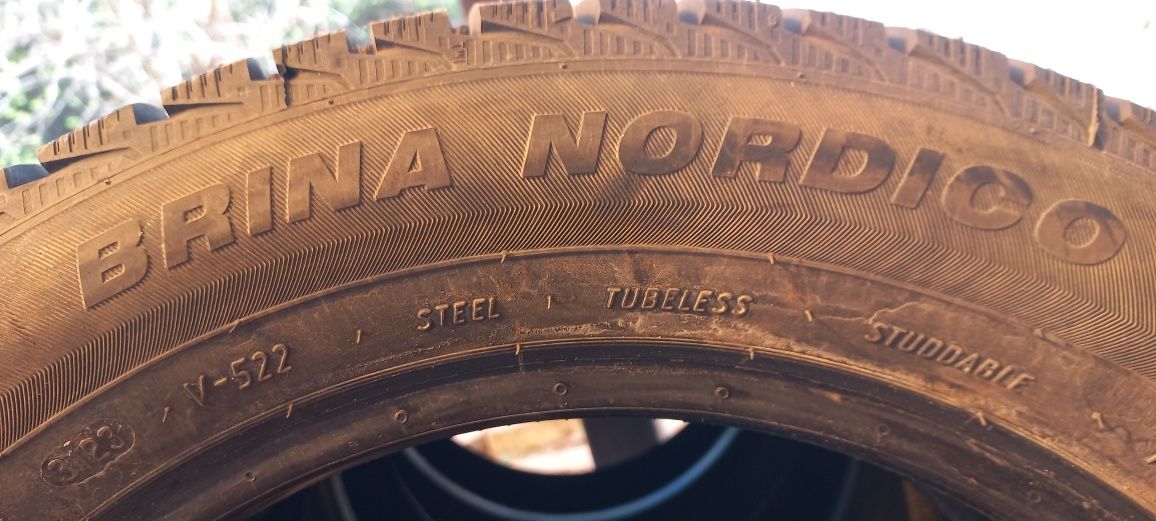 BRINA NORDICO
3123 V-522 STEEL TUBELESS STUDDABLE